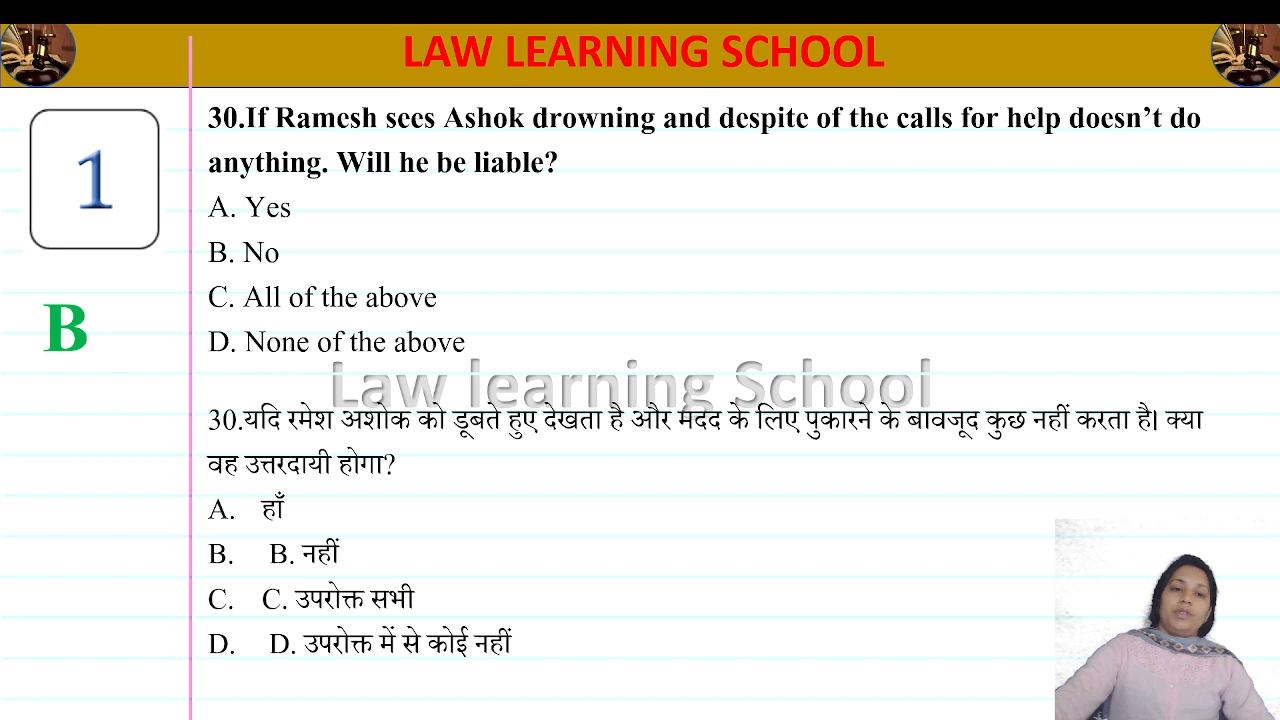 LAW LEARNING SCHOOL
1
B
30.If Ramesh sees Ashok drowning and despite of the calls for help doesn’t do
anything. Will he be liable?
A. Yes
B. No
C. All of the above
D. None of the above
Law learning School
30.यदि रमेश अशोक को डूबते हुए देखता है और मदद के लिए पुकारने के बावजूद कुछ नहीं करता है। क्या
वह उत्तरदायी होगा?
A. हाँ
B. B. नहीं
C. C. उपरोक्त सभी
D. D. उपरोक्त में से कोई नहीं